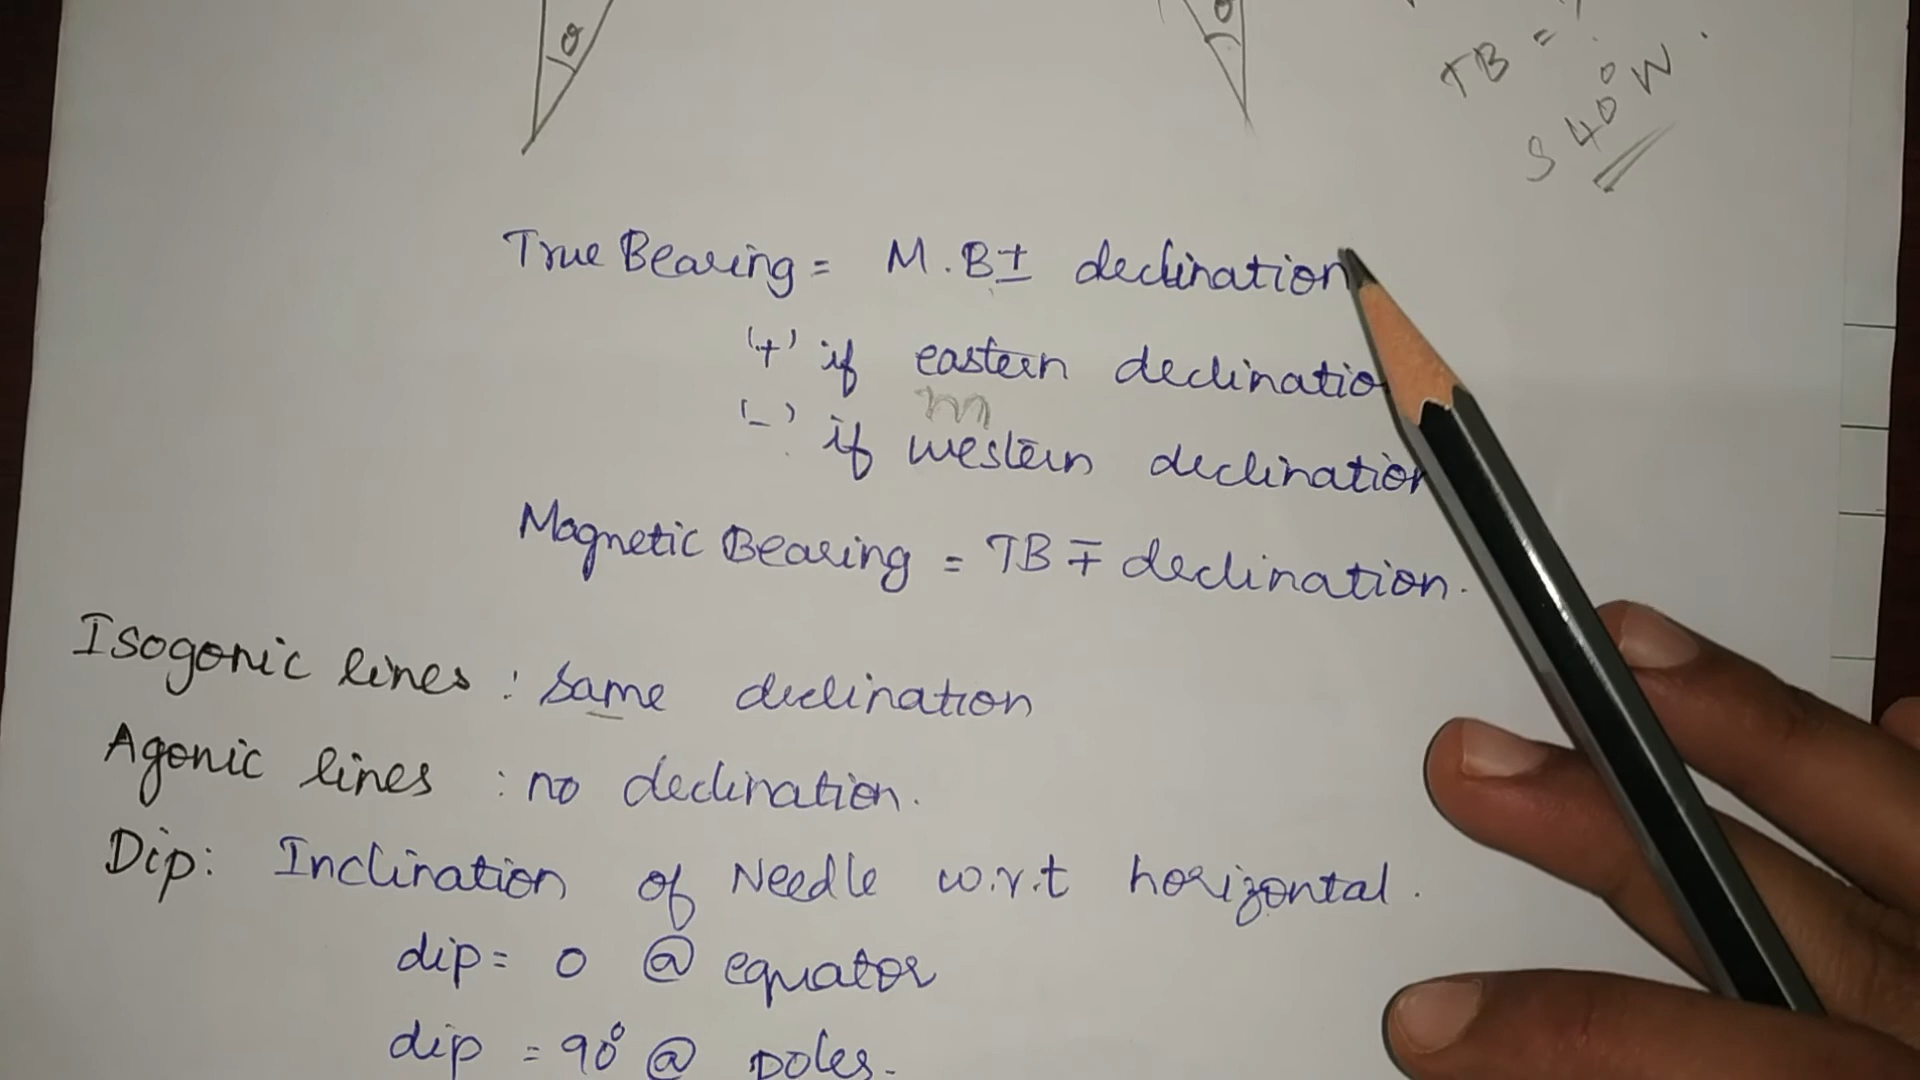 θ
θ
TB = ?
S 40° W.
True Bearing = M.B ± declination
'+' if eastern declination
m
'-' if western declination
Magnetic Bearing = TB ∓ declination.
Isogonic lines : same declination
Agonic lines : no declination.
Dip: Inclination of Needle w.r.t horizontal.
dip = 0 @ equator
dip = 90° @ poles.